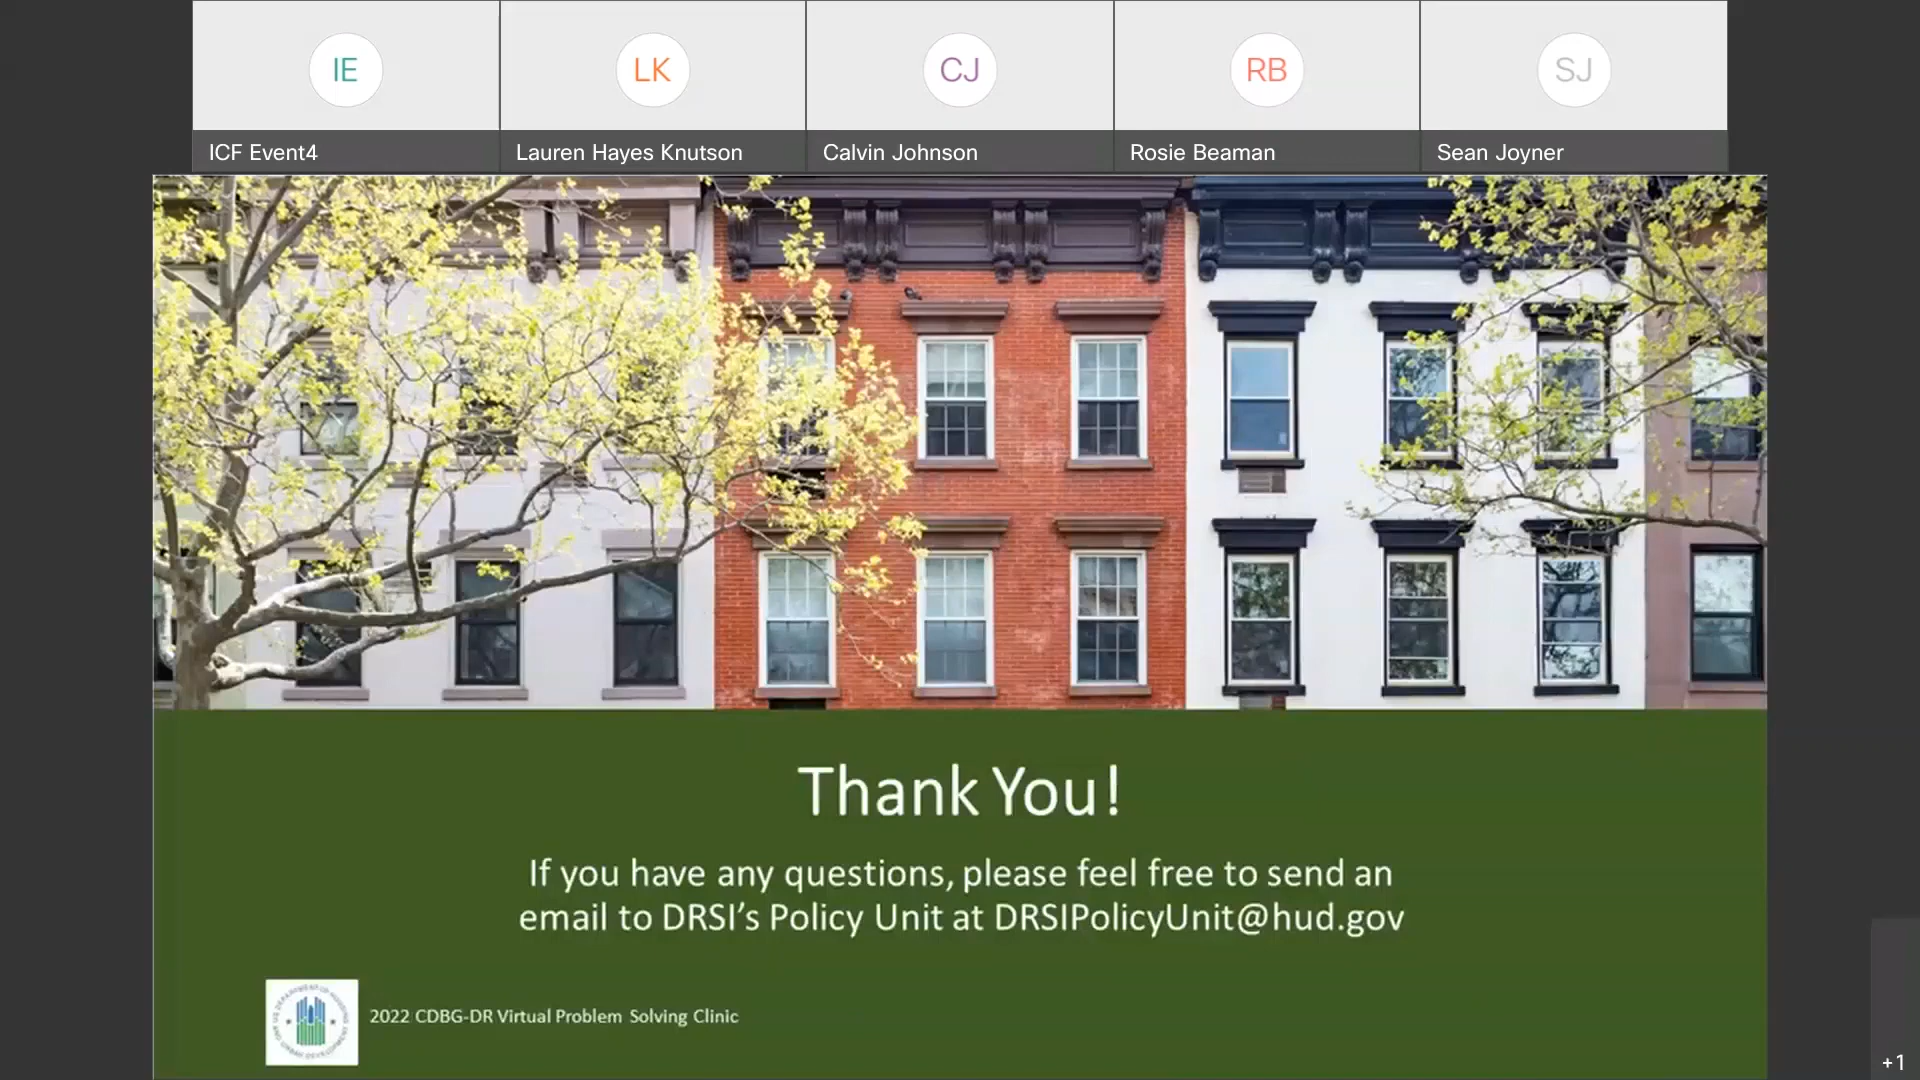 IE
LK
CJ
RB
SJ
ICF Event4
Lauren Hayes Knutson
Calvin Johnson
Rosie Beaman
Sean Joyner
Thank You!
If you have any questions, please feel free to send an
email to DRSI’s Policy Unit at DRSIPolicyUnit@hud.gov
2022 CDBG-DR Virtual Problem Solving Clinic
+1